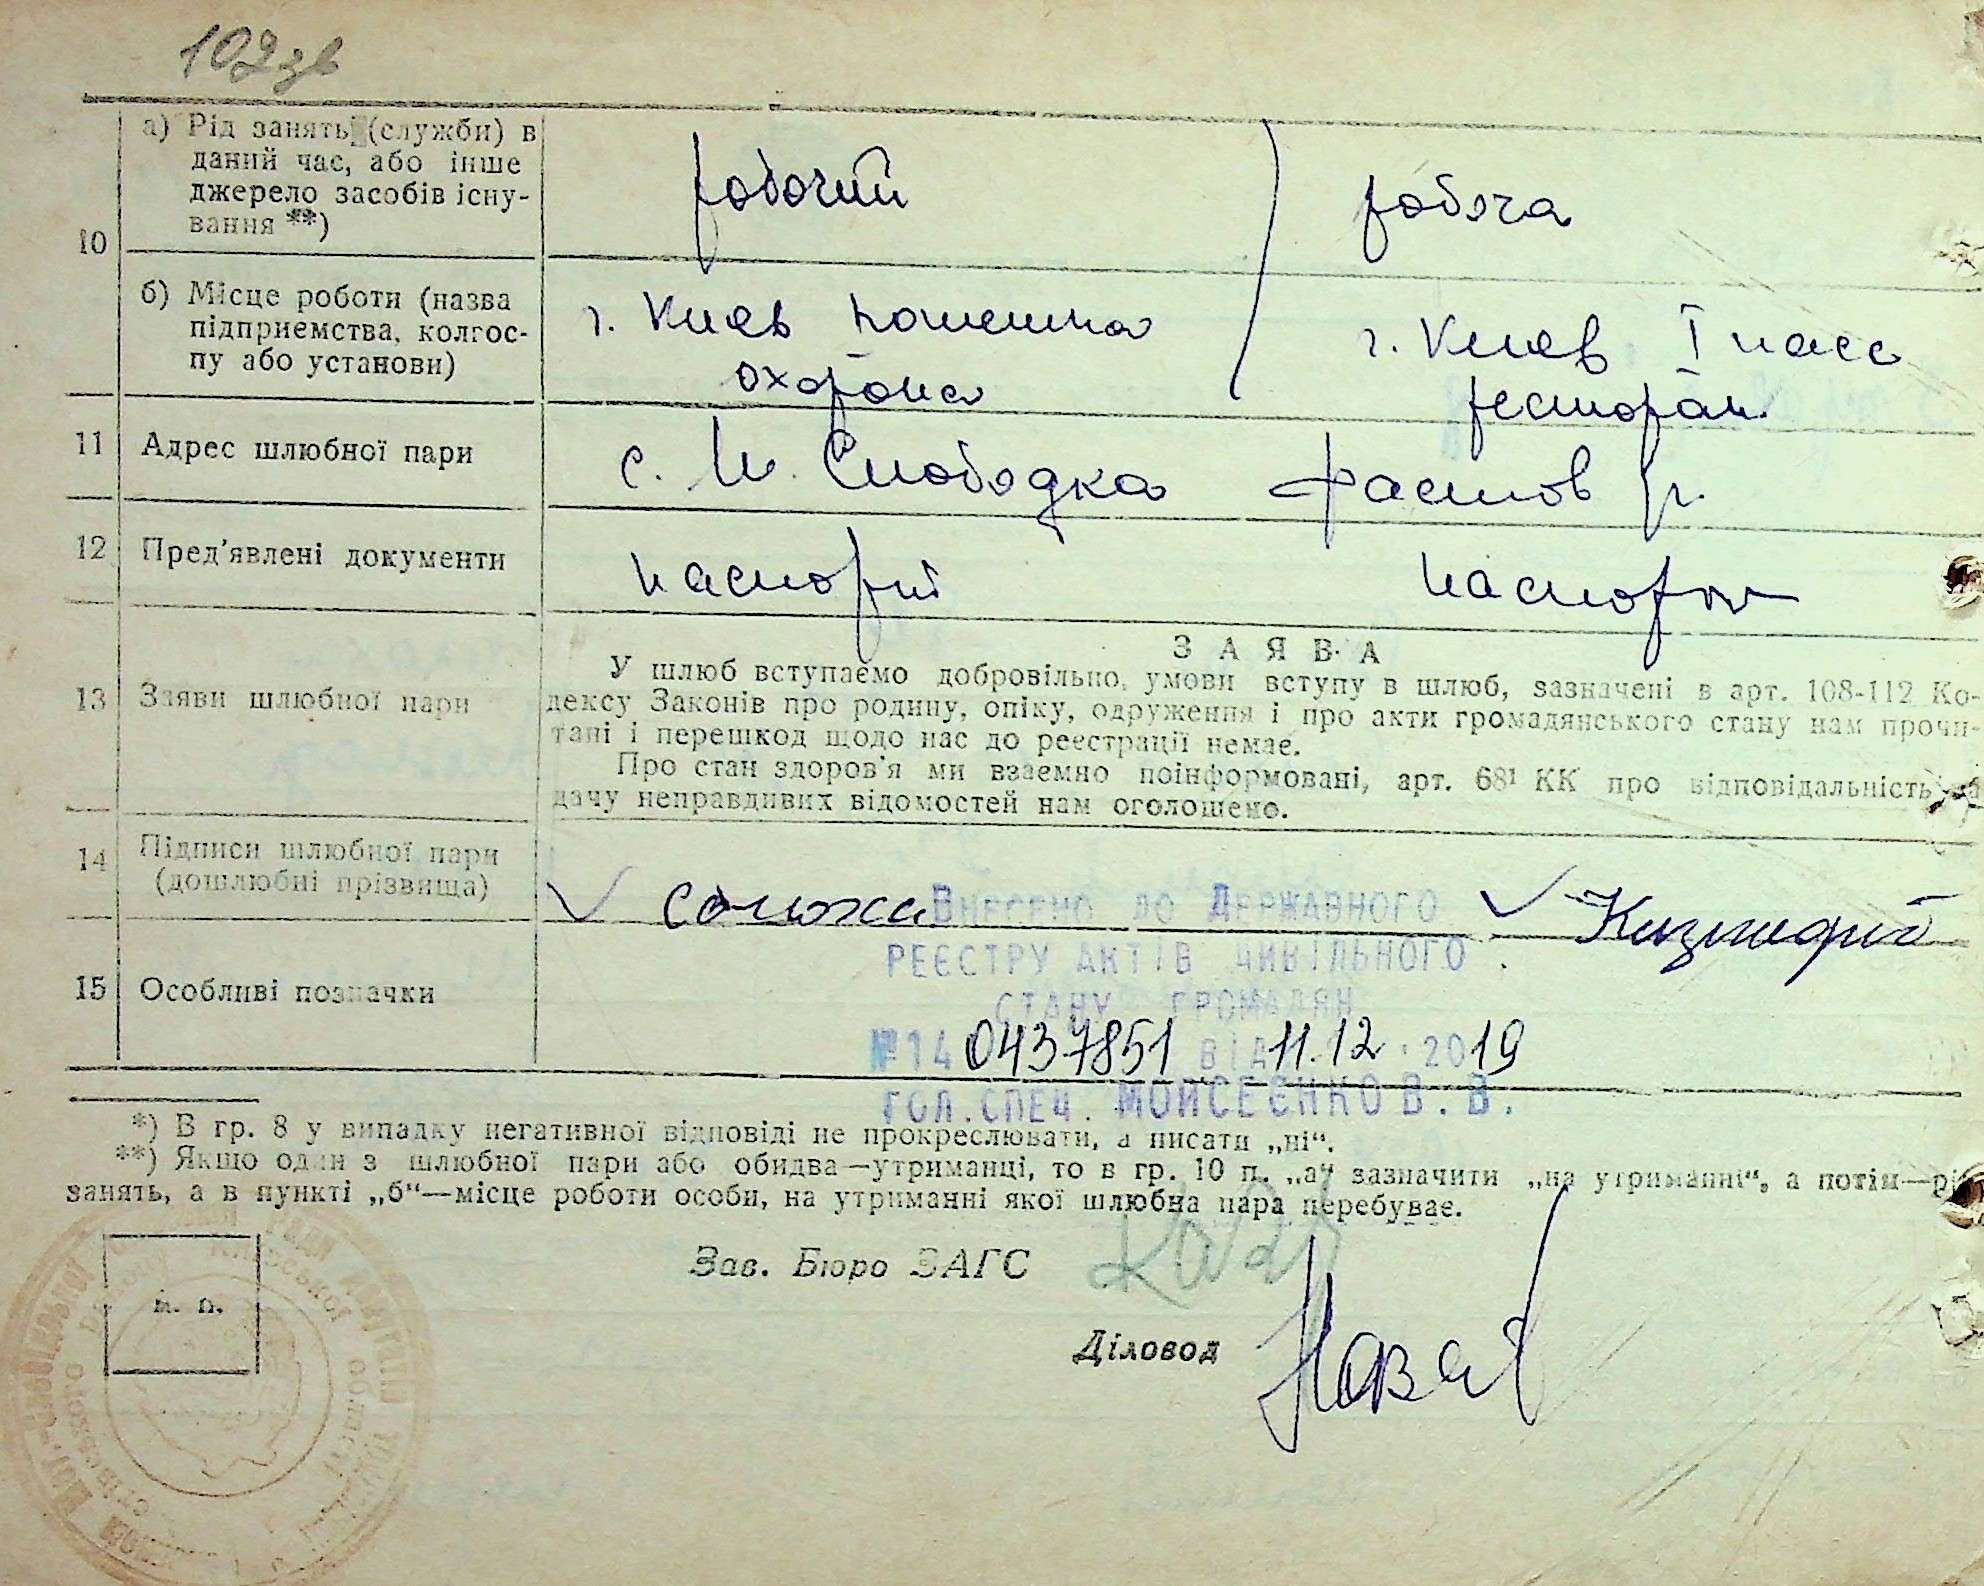 102зв
10
а) Рід занять (служби) в
даний час, або інше
джерело засобів існу-
вання **)
робочий
робоча
б) Місце роботи (назва
підприємства, колгос-
пу або установи)
г. Киев
охорона
г. Киев I
ресторан.
11 Адрес шлюбної пари
с. Слободка Фастов р.
12 Пред'явлені документи
паспорт
паспорт
13 Заяви шлюбної пари
ЗАЯВА
У шлюб вступаємо добровільно, умови вступу в шлюб, зазначені в арт. 108-112 Ко-
дексу Законів про родину, опіку, одруження і про акти громадянського стану нам прочи-
тані і перешкод щодо нас до реєстрації немає.
Про стан здоров'я ми взаємно поінформовані, арт. 68¹ КК про відповідальність за
дачу неправдивих відомостей нам оголошено.
14 Підписи шлюбної пари
(дошлюбні прізвища)
15 Особливі позначки
Внесено до Державного
реєстру актів цивільного
стану громадян
№ 14 0437851 від 11.12.2019
гол. спец. Моисеєнко В. В.
*) В гр. 8 у випадку негативної відповіді не прокреслювати, а писати „ні“.
**) Якщо один з шлюбної пари або обидва—утриманці, то в гр. 10 п. „а“ зазначити „на утриманні“, а потім—рід
занять, а в пункті „б“—місце роботи особи, на утриманні якої шлюбна пара перебуває.
Зав. Бюро ЗАГС
М. П.
Діловод